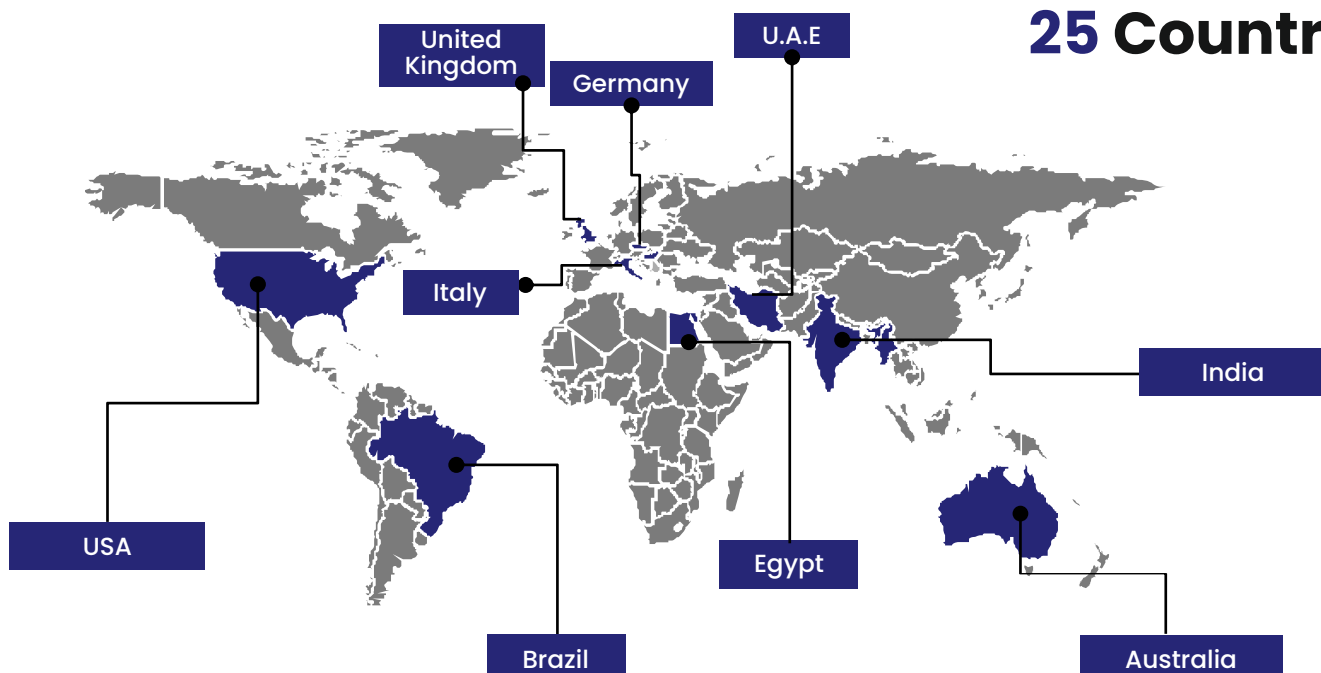 25 Countr
U.A.E
United
Kingdom
Germany
Italy
India
USA
Egypt
Brazil
Australia